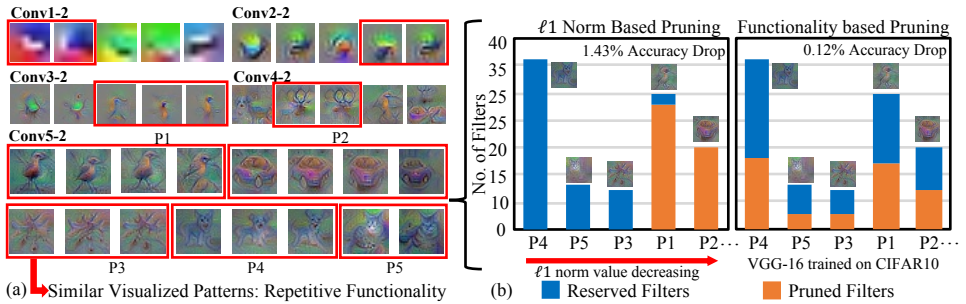 Conv1-2
Conv2-2
Conv3-2
Conv4-2
P1
P2
Conv5-2
P3
P4
P5
(a)
Similar Visualized Patterns: Repetitive Functionality
ℓ1 Norm Based Pruning
Functionality based Pruning
1.43% Accuracy Drop
0.12% Accuracy Drop
No. of Filters
40
35
25
20
15
10
5
0
P4 P5 P3 P1 P2 ···
P4 P5 P3 P1 P2 ···
ℓ1 norm value decreasing
VGG-16 trained on CIFAR10
(b)
Reserved Filters
Pruned Filters